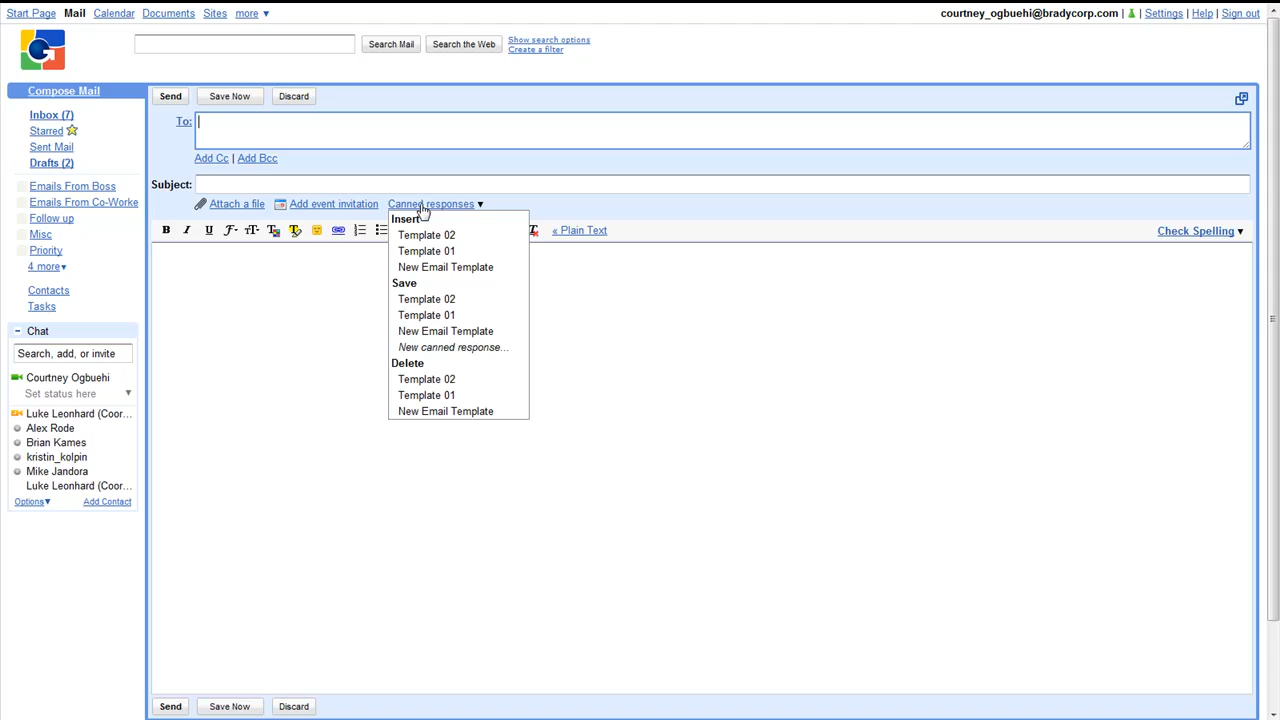 Start Page Mail Calendar Documents Sites more ▼ courtney_ogbuehi@bradycorp.com | Settings | Help | Sign out
Search Mail Search the Web Show search options
Create a filter
Compose Mail
Inbox (7)
Starred
Sent Mail
Drafts (2)
Emails From Boss
Emails From Co-Worke
Follow up
Misc
Priority
4 more▼
Contacts
Tasks
− Chat
Search, add, or invite
Courtney Ogbuehi
Set status here ▼
Luke Leonhard (Coor...
Alex Rode
Brian Kames
kristin_kolpin
Mike Jandora
Luke Leonhard (Coor...
Options▼ Add Contact
Send Save Now Discard
To:
Add Cc | Add Bcc
Subject:
Attach a file Add event invitation Canned responses ▼
B I U « Plain Text Check Spelling ▼
Insert
Template 02
Template 01
New Email Template
Save
Template 02
Template 01
New Email Template
New canned response...
Delete
Template 02
Template 01
New Email Template
Send Save Now Discard